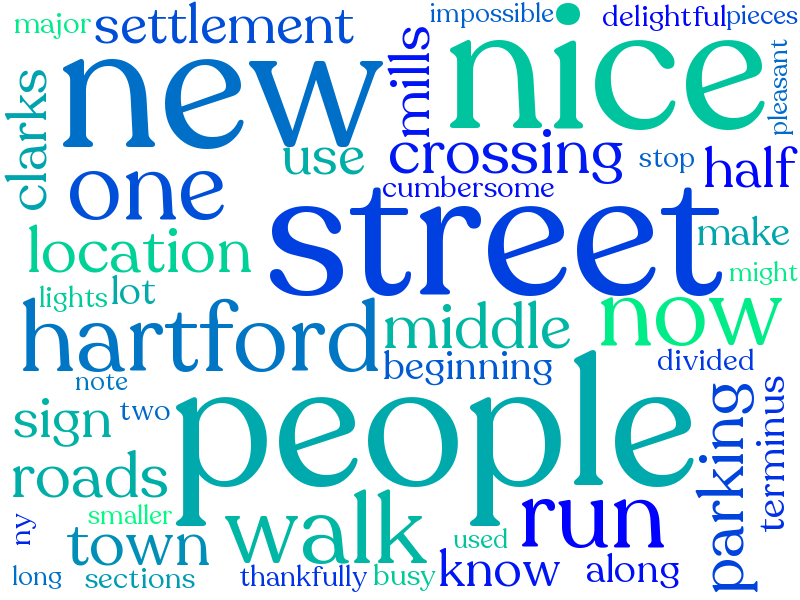 major
settlement
impossible
delightful
pieces
new
nice
mills
pleasant
clarks
use
crossing
stop
half
one
cumbersome
street
make
location
might
lights
lot
hartford
middle
now
beginning
divided
note
sign
two
people
parking
terminus
roads
smaller
walk
run
ny
town
used
know
along
long
sections
thankfully
busy